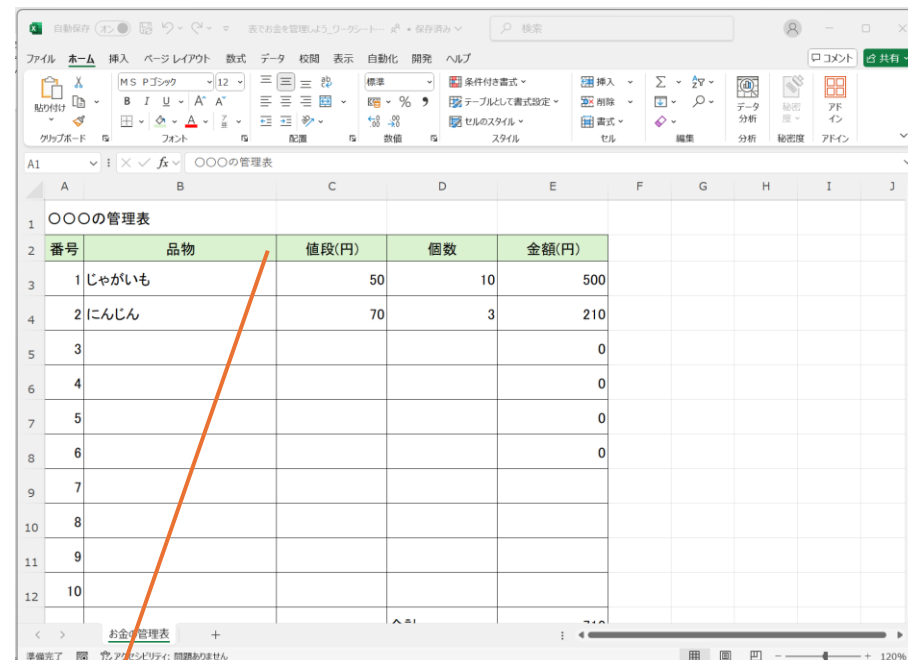 自動保存 オフ 表でお金を管理しよう_ワークシート… • 保存済み 検索
ファイル ホーム 挿入 ページ レイアウト 数式 データ 校閲 表示 自動化 開発 ヘルプ コメント 共有
貼り付け MS Pゴシック 12 標準 条件付き書式 挿入
B I U A A % テーブルとして書式設定 削除 データ分析 秘密度 アドイン
A セルのスタイル 書式
クリップボード フォント 配置 数値 スタイル セル 編集 分析 秘密度 アドイン
A1 fx 〇〇〇の管理表
A B C D E F G H I J
1 〇〇〇の管理表
2 番号 品物 値段(円) 個数 金額(円)
3 1 じゃがいも 50 10 500
4 2 にんじん 70 3 210
5 3 0
6 4 0
7 5 0
8 6 0
9 7
10 8
11 9
12 10
合計 710
お金の管理表 +
準備完了 アクセシビリティ: 問題ありません 120%